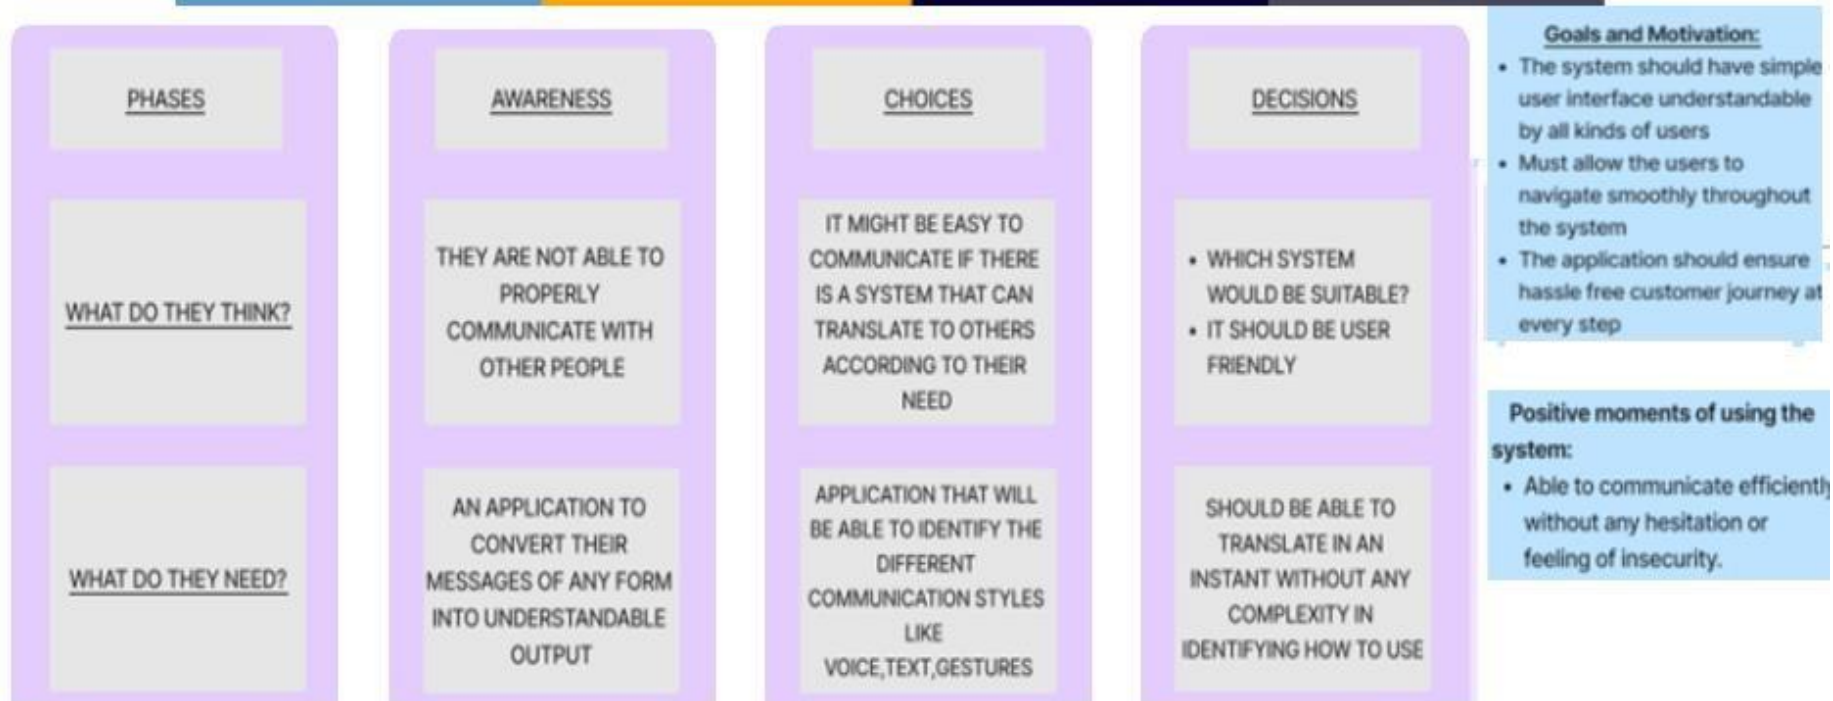 PHASES
AWARENESS
CHOICES
DECISIONS
WHAT DO THEY THINK?
THEY ARE NOT ABLE TO
PROPERLY
COMMUNICATE WITH
OTHER PEOPLE
IT MIGHT BE EASY TO
COMMUNICATE IF THERE
IS A SYSTEM THAT CAN
TRANSLATE TO OTHERS
ACCORDING TO THEIR
NEED
• WHICH SYSTEM
WOULD BE SUITABLE?
• IT SHOULD BE USER
FRIENDLY
WHAT DO THEY NEED?
AN APPLICATION TO
CONVERT THEIR
MESSAGES OF ANY FORM
INTO UNDERSTANDABLE
OUTPUT
APPLICATION THAT WILL
BE ABLE TO IDENTIFY THE
DIFFERENT
COMMUNICATION STYLES
LIKE
VOICE,TEXT,GESTURES
SHOULD BE ABLE TO
TRANSLATE IN AN
INSTANT WITHOUT ANY
COMPLEXITY IN
IDENTIFYING HOW TO USE
Goals and Motivation:
• The system should have simple
user interface understandable
by all kinds of users
• Must allow the users to
navigate smoothly throughout
the system
• The application should ensure
hassle free customer journey at
every step
Positive moments of using the
system:
• Able to communicate efficiently
without any hesitation or
feeling of insecurity.